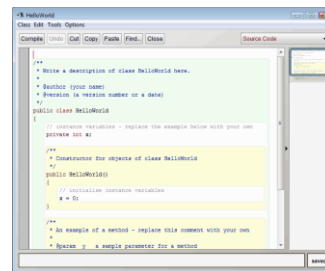 HelloWorld
Class Edit Tools Options
Compile Undo Cut Copy Paste Find... Close Source Code
/**
* Write a description of class HelloWorld here.
*
* @author (your name)
* @version (a version number or a date)
*/
public class HelloWorld
{
// instance variables - replace the example below with your own
private int x;
/**
* Constructor for objects of class HelloWorld
*/
public HelloWorld()
{
// initialise instance variables
x = 0;
}
/**
* An example of a method - replace this comment with your own
*
* @param y a sample parameter for a method
saved